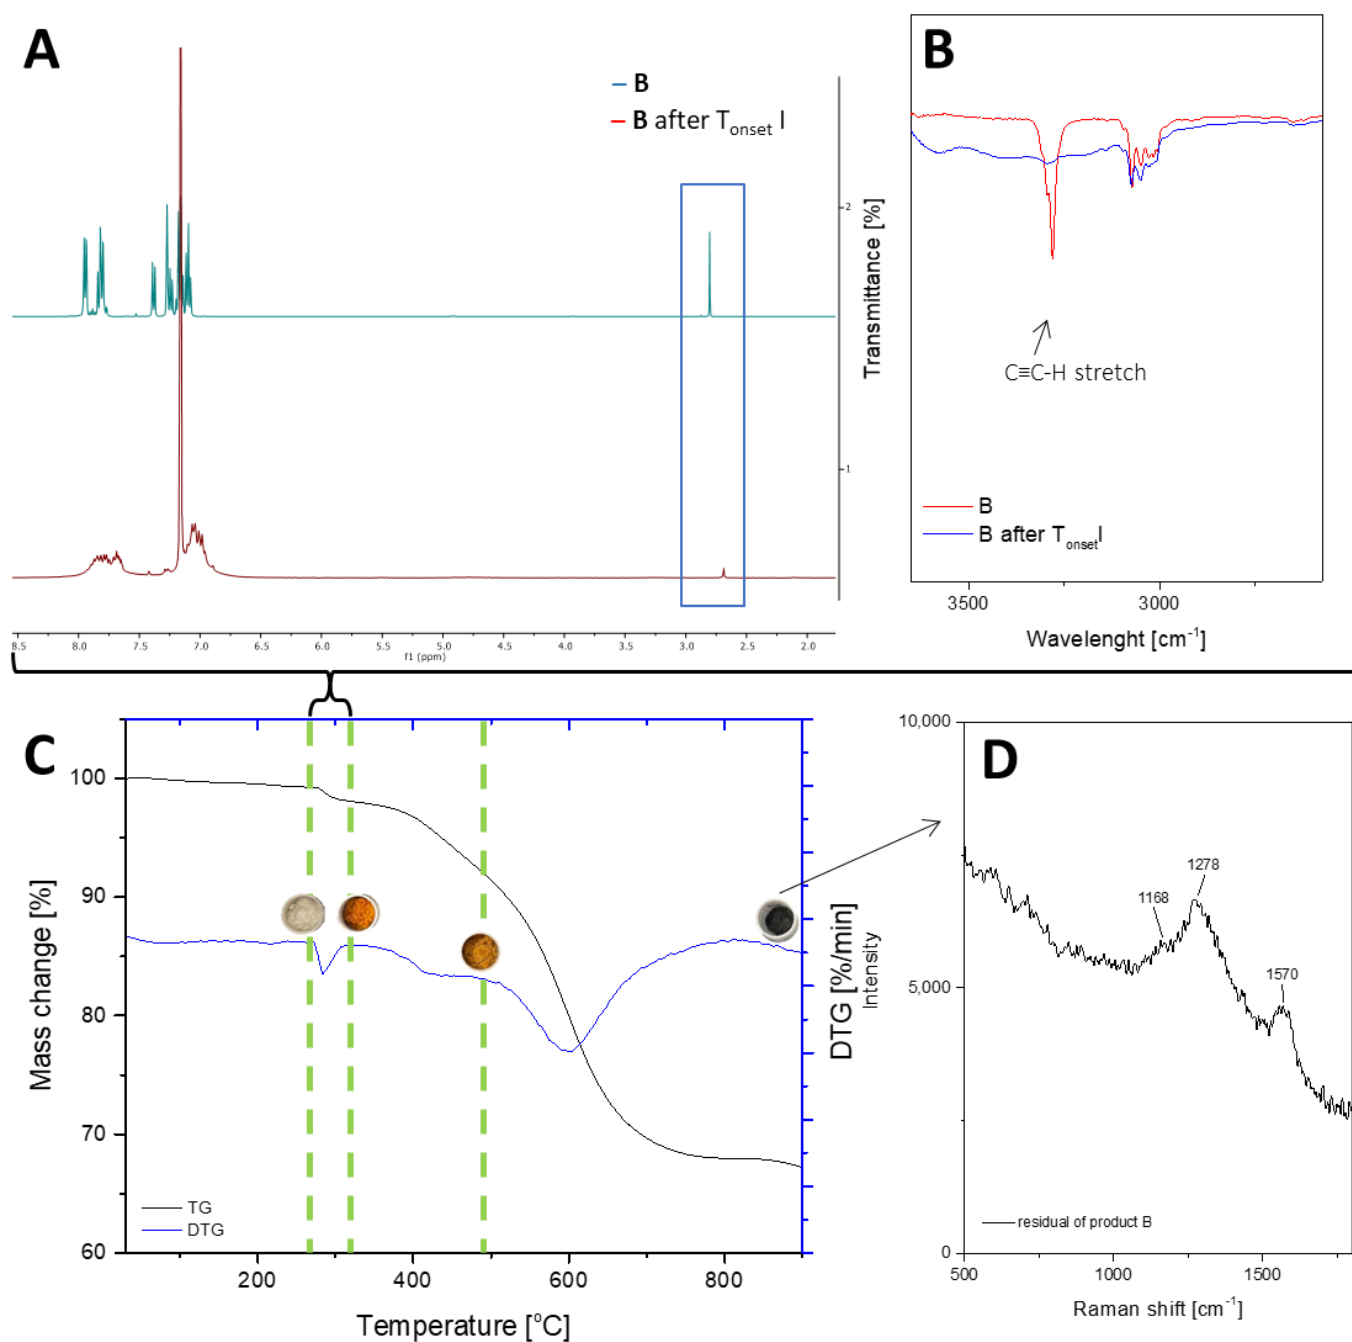 A
B
B after Tonset I
2
1
8.5 8.0 7.5 7.0 6.5 6.0 5.5 5.0 4.5 4.0 3.5 3.0 2.5 2.0
f1 (ppm)
B
Transmittance [%]
C≡C-H stretch
B
B after TonsetI
3500 3000
Wavelenght [cm-1]
C
Mass change [%]
100
90
80
70
60
TG
DTG
200 400 600 800
Temperature [oC]
DTG [%/min]
D
Intensity
10,000
5,000
0
1168
1278
1570
residual of product B
500 1000 1500
Raman shift [cm-1]